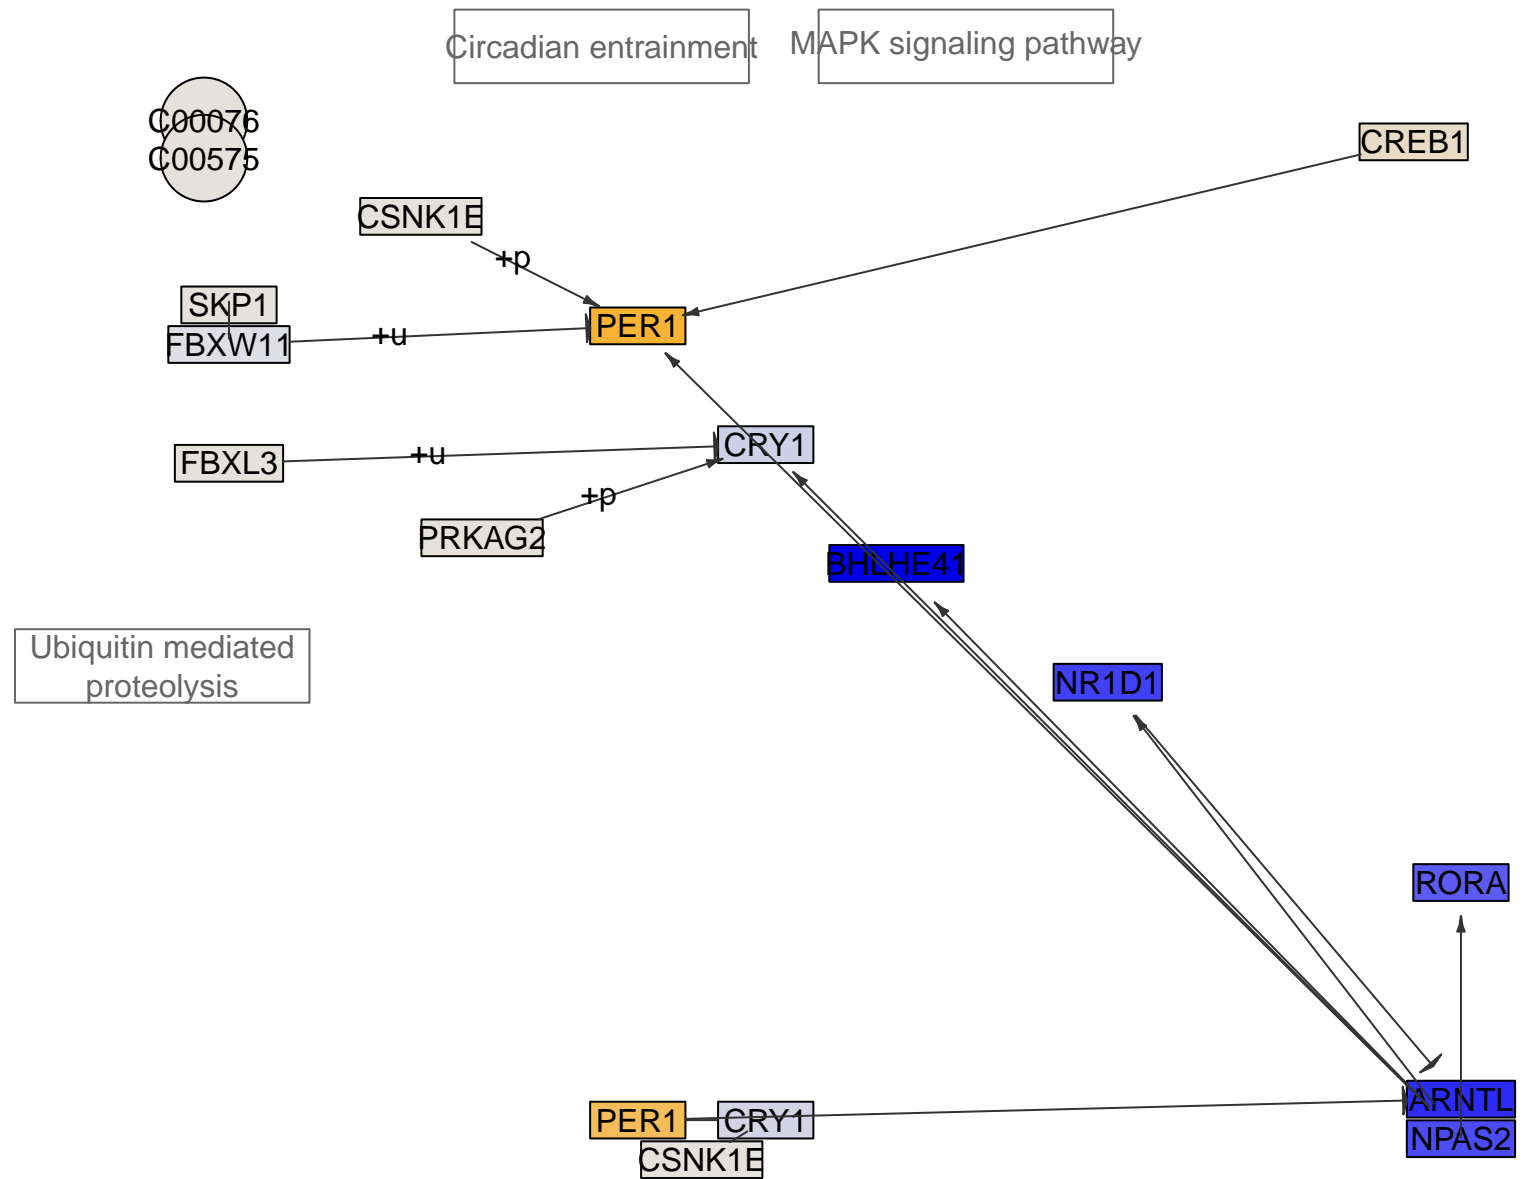 Circadian entrainment
MAPK signaling pathway
C00076
CREB1
C00575
CSNK1E
+p
SKP1
PER1
FBXW11
+u
CRY1
FBXL3
+u
+p
PRKAG2
BHLHE41
Ubiquitin mediated
proteolysis
NR1D1
RORA
ARNTL
PER1
CRY1
NPAS2
CSNK1E